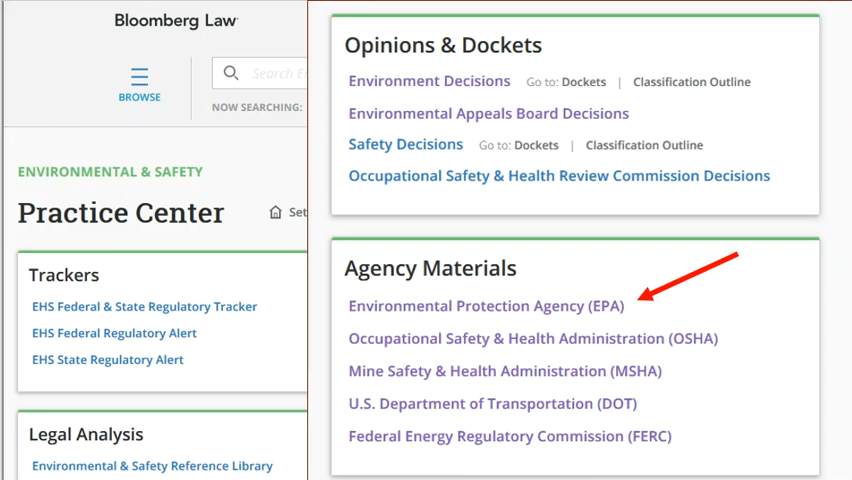 Bloomberg Law
BROWSE
Search E
NOW SEARCHING:
ENVIRONMENTAL & SAFETY
Practice Center
Set
Trackers
EHS Federal & State Regulatory Tracker
EHS Federal Regulatory Alert
EHS State Regulatory Alert
Legal Analysis
Environmental & Safety Reference Library
Opinions & Dockets
Environment Decisions Go to: Dockets | Classification Outline
Environmental Appeals Board Decisions
Safety Decisions Go to: Dockets | Classification Outline
Occupational Safety & Health Review Commission Decisions
Agency Materials
Environmental Protection Agency (EPA)
Occupational Safety & Health Administration (OSHA)
Mine Safety & Health Administration (MSHA)
U.S. Department of Transportation (DOT)
Federal Energy Regulatory Commission (FERC)